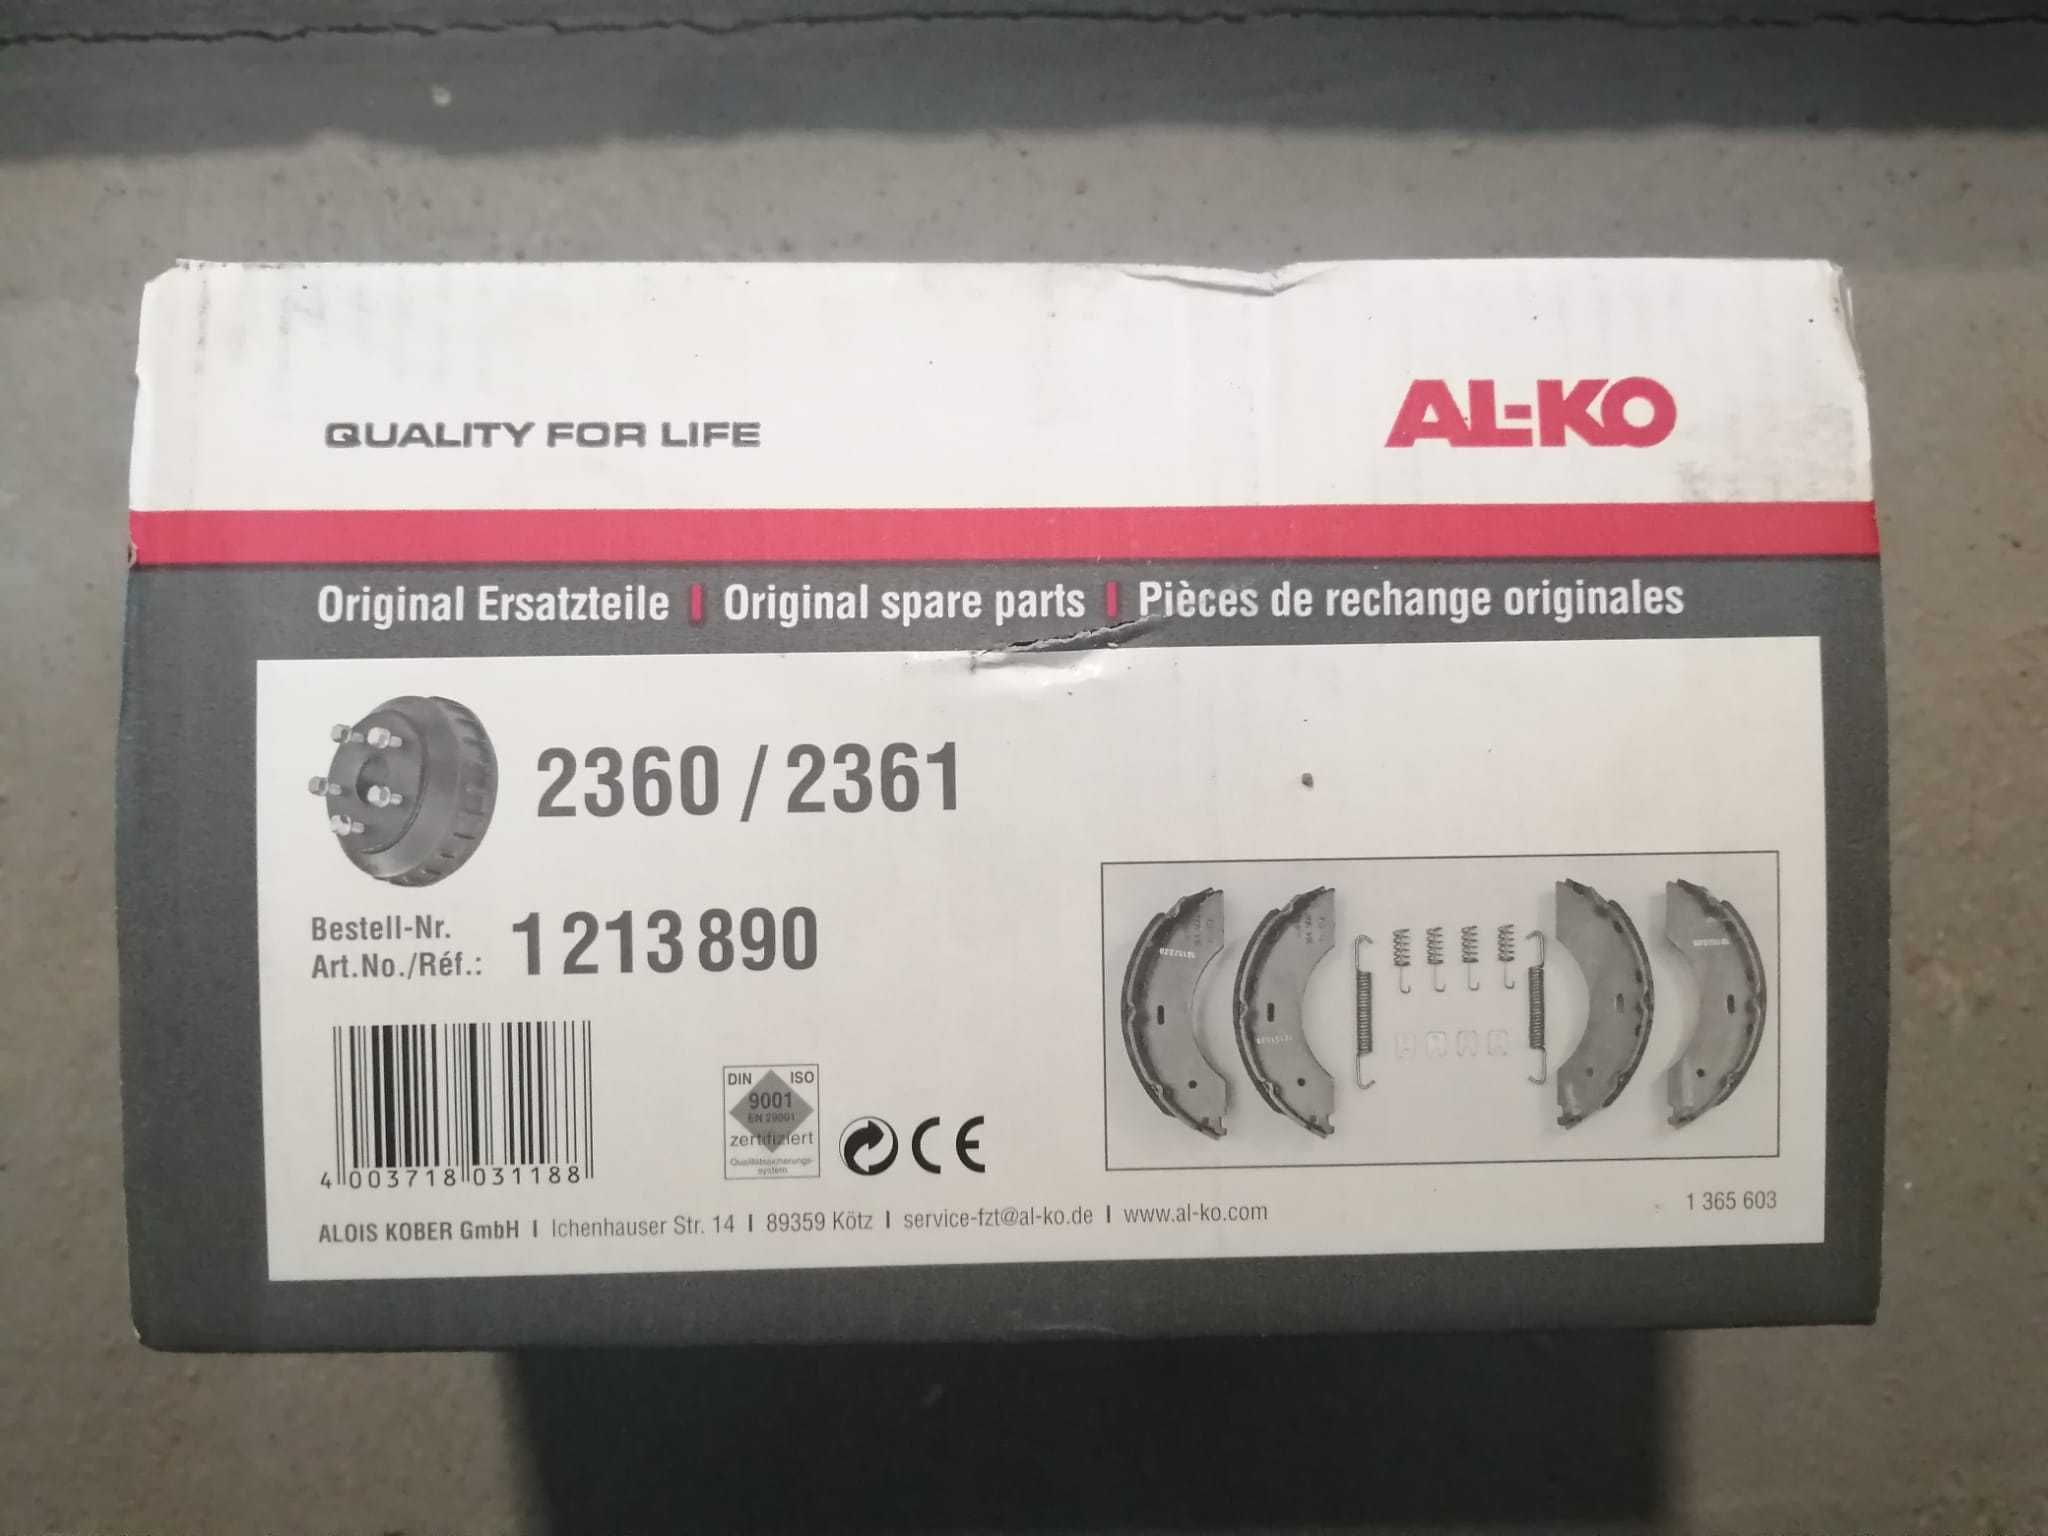 QUALITY FOR LIFE
AL-KO
Original Ersatzteile | Original spare parts | Pièces de rechange originales
2360 / 2361
Bestell-Nr.
Art.No./Réf.: 1 213 890
4 003718 031188
DIN ISO
9001
EN 29001
zertifiziert
Qualitätssicherungs-
system
CE
ALOIS KOBER GmbH | Ichenhauser Str. 14 | 89359 Kötz | service-fzt@al-ko.de | www.al-ko.com
1 365 603